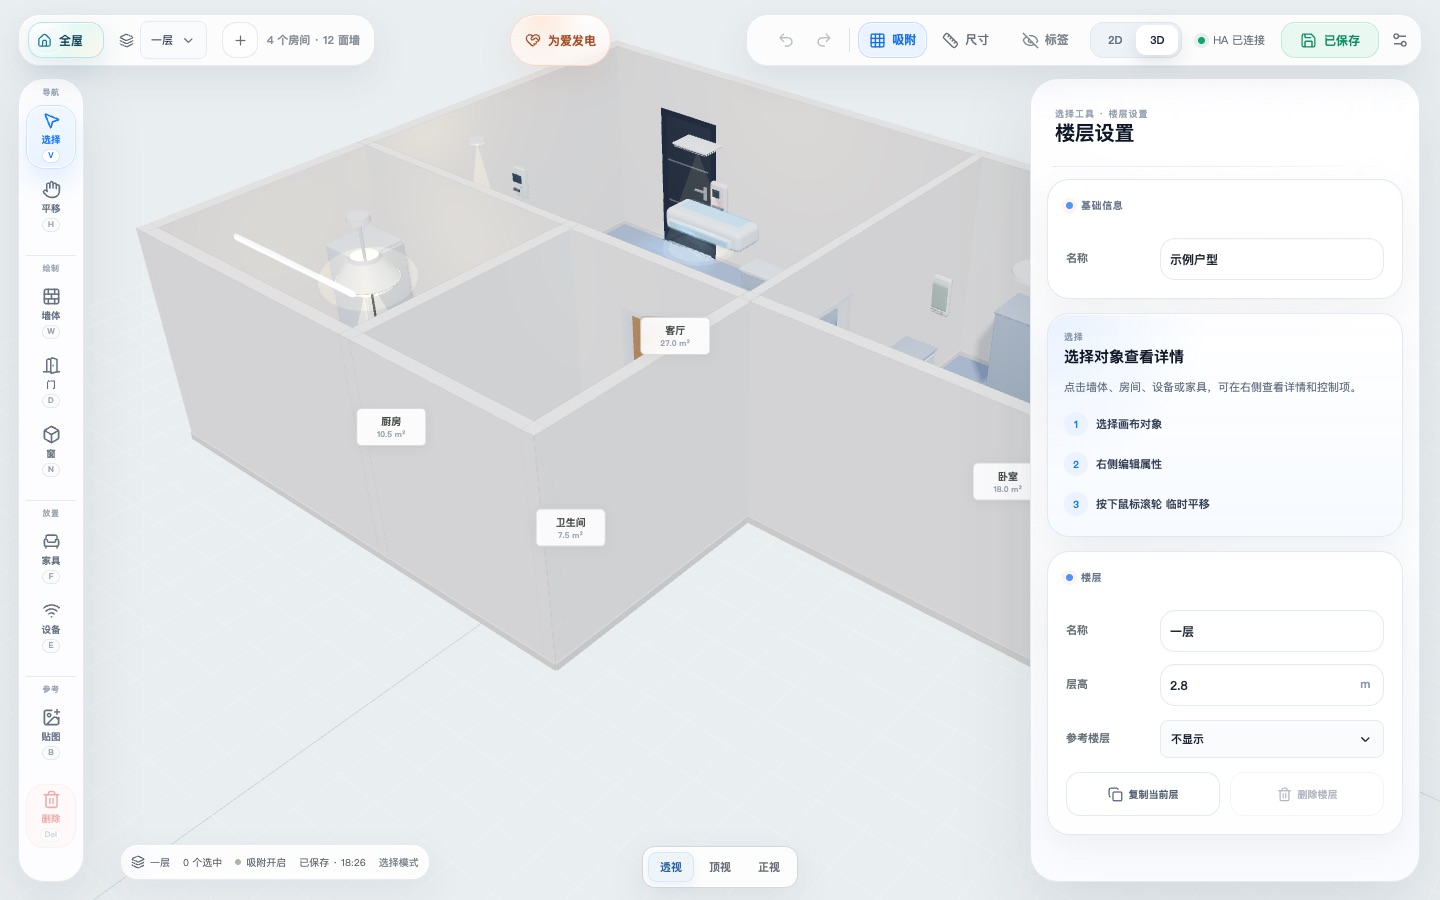 全屋
一层
4 个房间 · 12 面墙
为爱发电
吸附
尺寸
标签
2D
3D
HA 已连接
已保存
导航
选择
V
平移
H
绘制
墙体
W
门
D
窗
N
放置
家具
F
设备
E
参考
贴图
B
删除
Del
客厅
27.0 m²
厨房
10.5 m²
卧室
18.0 m²
卫生间
7.5 m²
选择工具 · 楼层设置
楼层设置
基础信息
名称
示例户型
选择
选择对象查看详情
点击墙体、房间、设备或家具，可在右侧查看详情和控制项。
1 选择画布对象
2 右侧编辑属性
3 按下鼠标滚轮 临时平移
楼层
名称
一层
层高
2.8 m
参考楼层
不显示
复制当前层
删除楼层
一层 0 个选中 吸附开启 已保存 · 18:26 选择模式
透视
顶视
正视